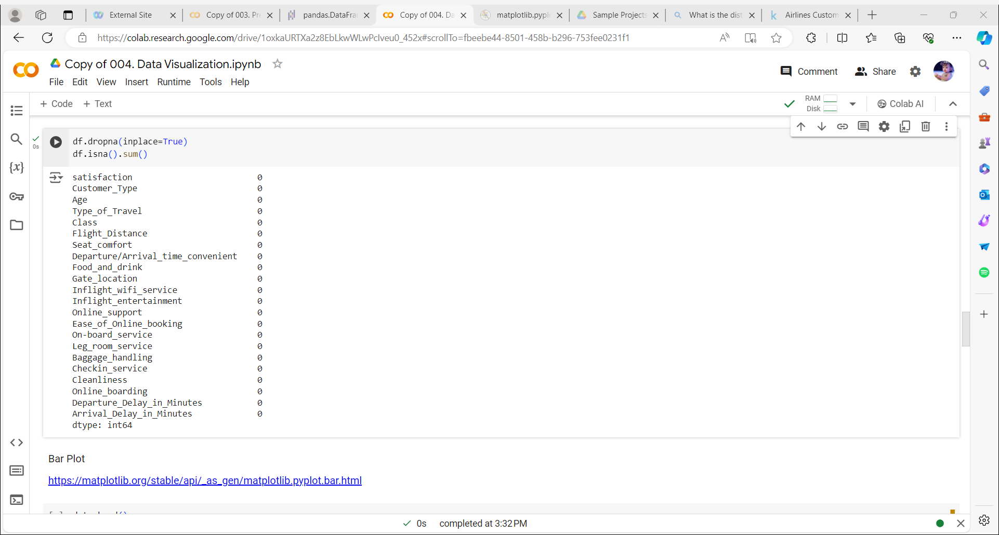 External Site
Copy of 003. Pre
pandas.DataFra
Copy of 004. Da
matplotlib.pyplo
Sample Projects
What is the dist
Airlines Custom
https://colab.research.google.com/drive/1oxkaURTXa2z8EbLkwWLwPcIveu0_452x#scrollTo=fbeebe44-8501-458b-b296-753fee0231f1
Copy of 004. Data Visualization.ipynb
Comment
Share
File Edit View Insert Runtime Tools Help
+ Code + Text
RAM
Disk
Colab AI
0s
df.dropna(inplace=True)
df.isna().sum()
{x}
satisfaction 0
Customer_Type 0
Age 0
Type_of_Travel 0
Class 0
Flight_Distance 0
Seat_comfort 0
Departure/Arrival_time_convenient 0
Food_and_drink 0
Gate_location 0
Inflight_wifi_service 0
Inflight_entertainment 0
Online_support 0
Ease_of_Online_booking 0
On-board_service 0
Leg_room_service 0
Baggage_handling 0
Checkin_service 0
Cleanliness 0
Online_boarding 0
Departure_Delay_in_Minutes 0
Arrival_Delay_in_Minutes 0
dtype: int64
Bar Plot
https://matplotlib.org/stable/api/_as_gen/matplotlib.pyplot.bar.html
0s completed at 3:32 PM